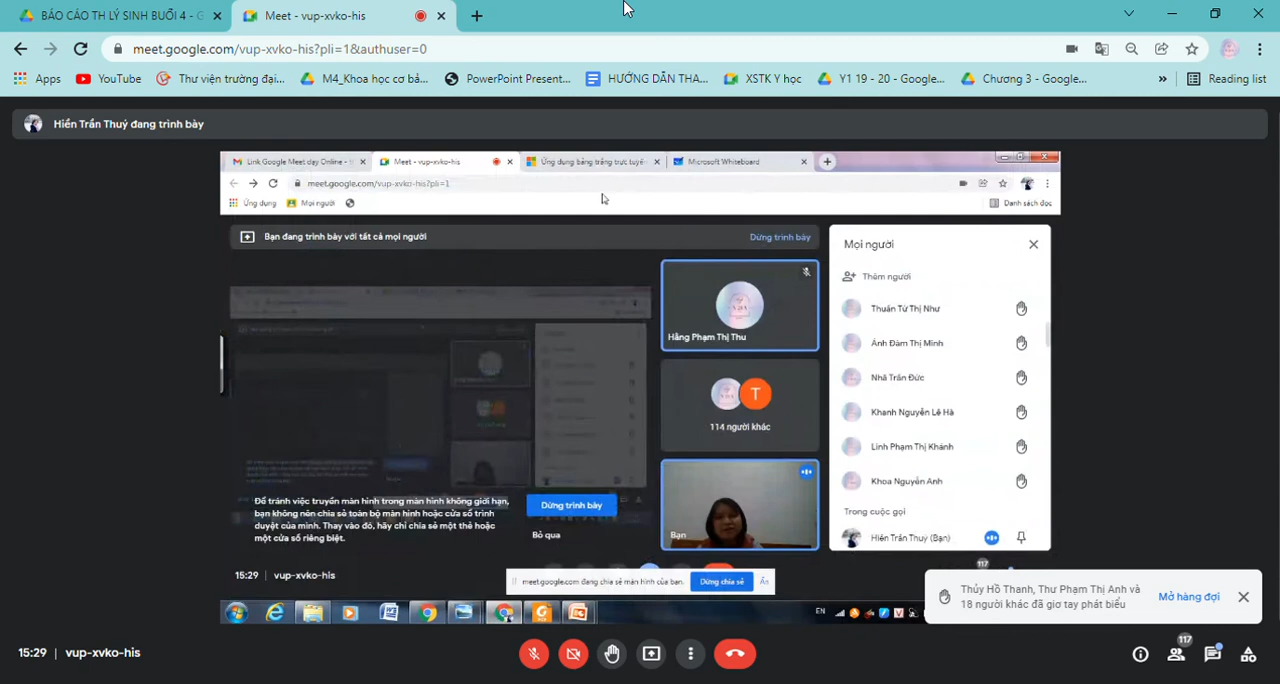 BÁO CÁO TH LÝ SINH BUỔI 4 - G
Meet - vup-xvko-his
meet.google.com/vup-xvko-his?pli=1&authuser=0
Apps
YouTube
Thư viện trường đại...
M4_Khoa học cơ bả...
PowerPoint Present...
HƯỚNG DẪN THA...
XSTK Y học
Y1 19 - 20 - Google...
Chương 3 - Google...
»
Reading list
Hiền Trần Thuý đang trình bày
Link Google Meet dạy Online - t
Meet - vup-xvko-his
Ứng dụng bảng trắng trực tuyến
Microsoft Whiteboard
meet.google.com/vup-xvko-his?pli=1
Ứng dụng
Mọi người
Danh sách đọc
Bạn đang trình bày với tất cả mọi người
Dừng trình bày
Hằng Phạm Thị Thu
T
114 người khác
Bạn
Mọi người
Thêm người
Thuần Từ Thị Như
Ánh Đàm Thị Minh
Nhã Trần Đức
Khanh Nguyễn Lê Hà
Linh Phạm Thị Khánh
Khoa Nguyễn Anh
Trong cuộc gọi
Hiền Trần Thuý (Bạn)
Để tránh việc truyền màn hình trong màn hình không giới hạn,
bạn không nên chia sẻ toàn bộ màn hình hoặc cửa sổ trình
duyệt của mình. Thay vào đó, hãy chỉ chia sẻ một thẻ hoặc
một cửa sổ riêng biệt.
Dừng trình bày
Bỏ qua
15:29 | vup-xvko-his
meet.google.com đang chia sẻ màn hình của bạn.
Dừng chia sẻ
Ẩn
117
EN
Thúy Hồ Thanh, Thư Phạm Thị Anh và
18 người khác đã giơ tay phát biểu
Mở hàng đợi
15:29 | vup-xvko-his
117